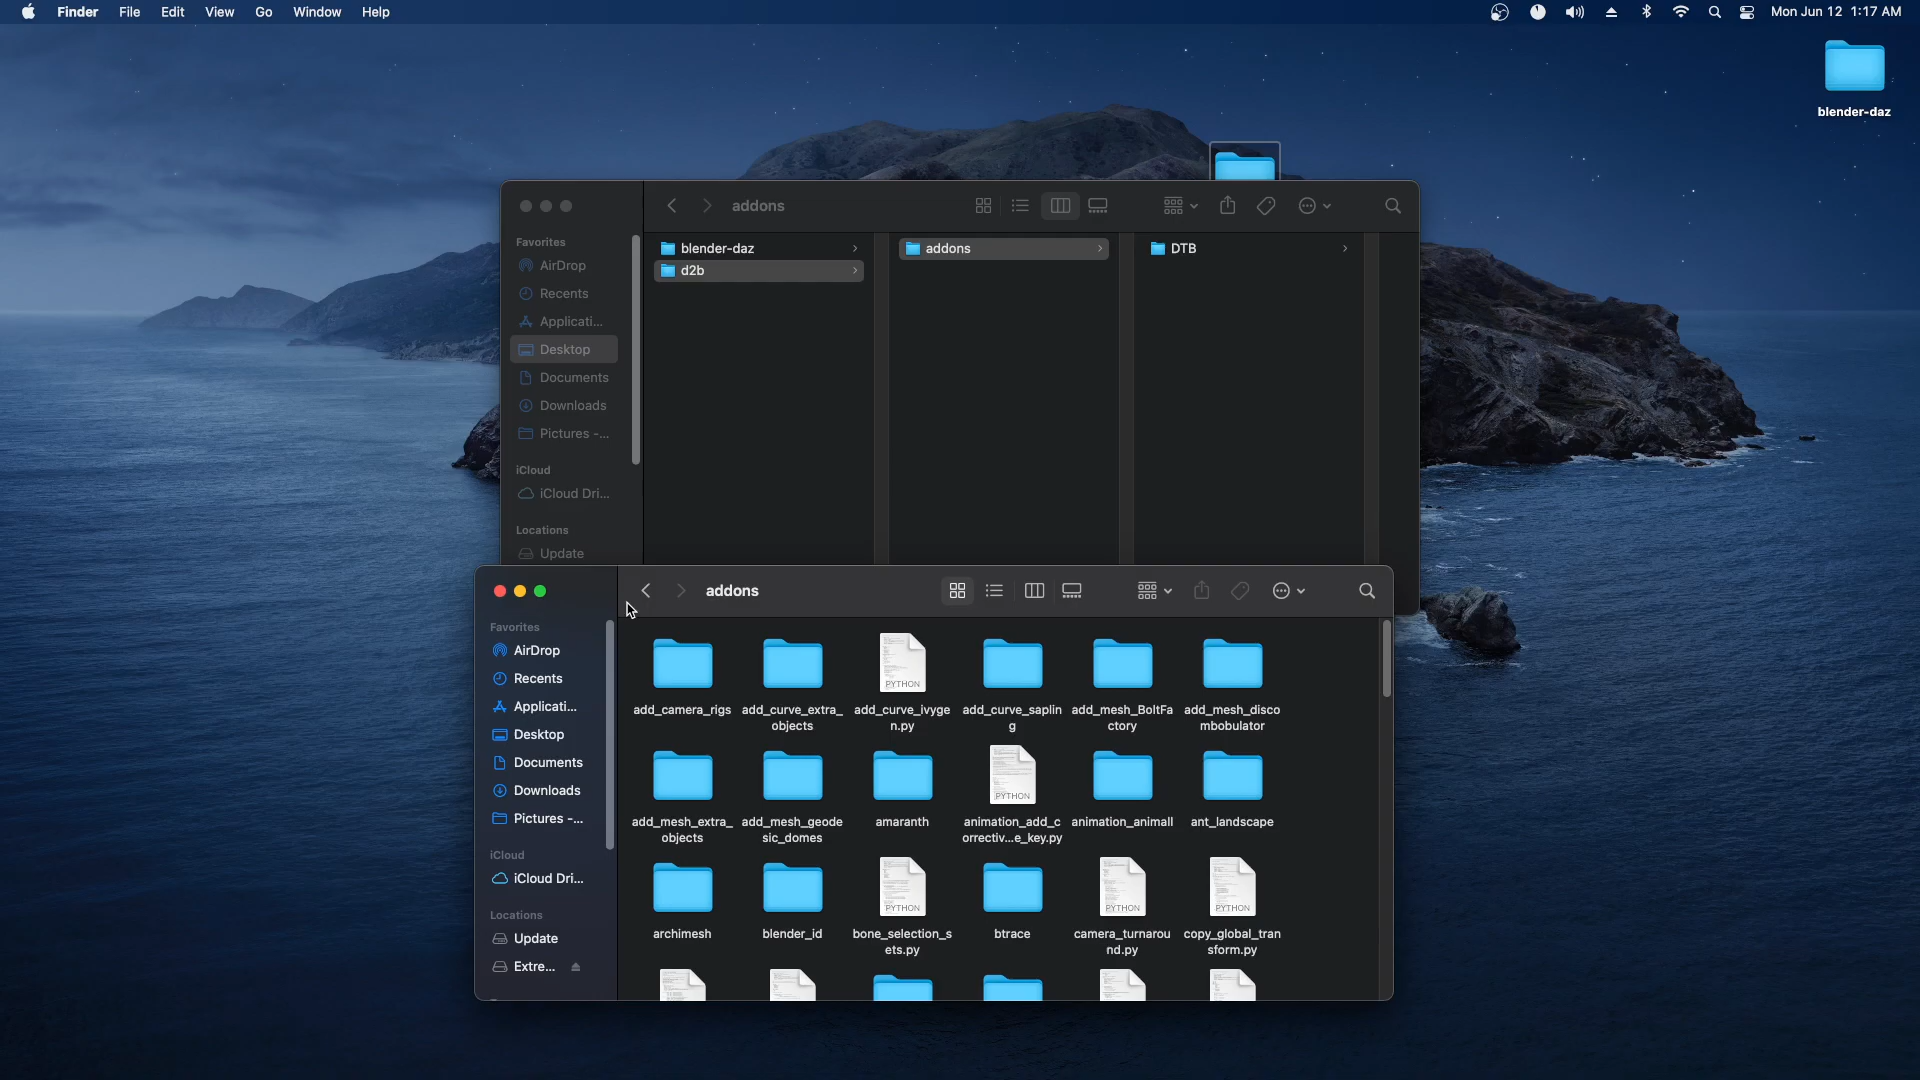 Finder File Edit View Go Window Help
Mon Jun 12 1:17 AM
blender-daz
addons
Favorites
AirDrop
Recents
Applicati...
Desktop
Documents
Downloads
Pictures -...
iCloud
iCloud Dri...
Locations
Update
blender-daz
d2b
addons
DTB
addons
Favorites
AirDrop
Recents
Applicati...
Desktop
Documents
Downloads
Pictures -...
iCloud
iCloud Dri...
Locations
Update
Extre...
PYTHON
add_camera_rigs
add_curve_extra_
objects
add_curve_ivyge
n.py
add_curve_saplin
g
add_mesh_BoltFa
ctory
add_mesh_disco
mbobulator
PYTHON
add_mesh_extra_
objects
add_mesh_geode
sic_domes
amaranth
animation_add_c
orrectiv...e_key.py
animation_animall
ant_landscape
PYTHON
PYTHON
PYTHON
archimesh
blender_id
bone_selection_s
ets.py
btrace
camera_turnarou
nd.py
copy_global_tran
sform.py